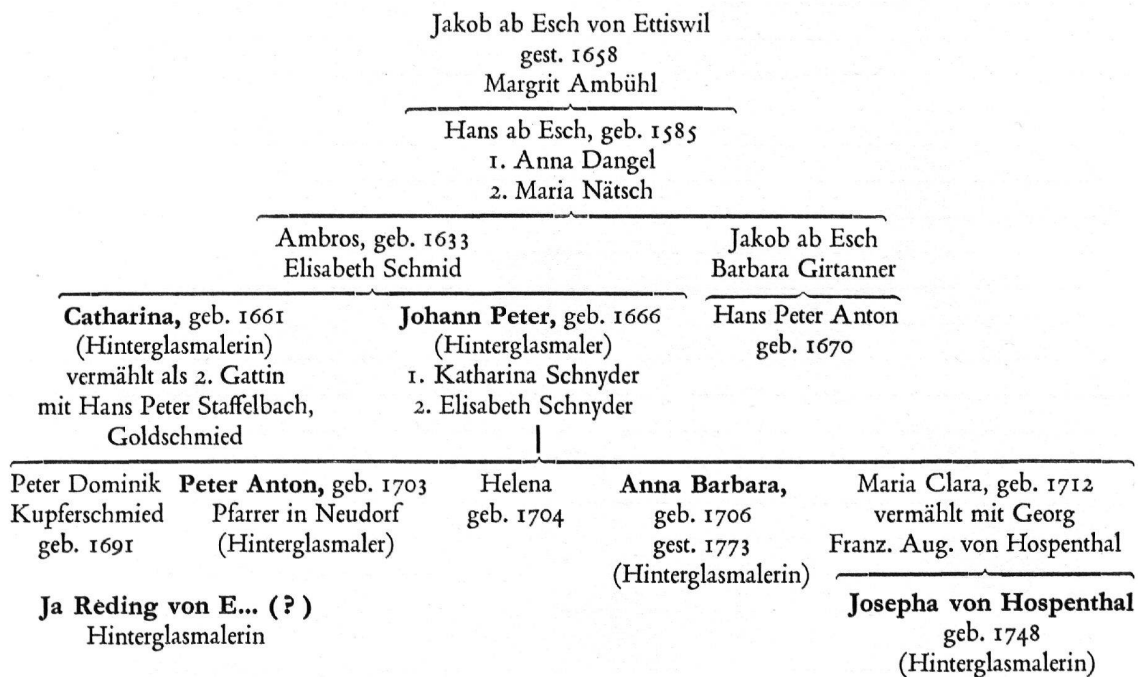 Jakob ab Esch von Ettiswil
gest. 1658
Margrit Ambühl
Hans ab Esch, geb. 1585
1. Anna Dangel
2. Maria Nätsch
Ambros, geb. 1633
Elisabeth Schmid
Jakob ab Esch
Barbara Girtanner
Catharina, geb. 1661
(Hinterglasmalerin)
vermählt als 2. Gattin
mit Hans Peter Staffelbach,
Goldschmied
Johann Peter, geb. 1666
(Hinterglasmaler)
1. Katharina Schnyder
2. Elisabeth Schnyder
Hans Peter Anton
geb. 1670
Peter Dominik
Kupferschmied
geb. 1691
Peter Anton, geb. 1703
Pfarrer in Neudorf
(Hinterglasmaler)
Helena
geb. 1704
Anna Barbara,
geb. 1706
gest. 1773
(Hinterglasmalerin)
Maria Clara, geb. 1712
vermählt mit Georg
Franz. Aug. von Hospenthal
Ja Rèding von E... (?)
Hinterglasmalerin
Josepha von Hospenthal
geb. 1748
(Hinterglasmalerin)